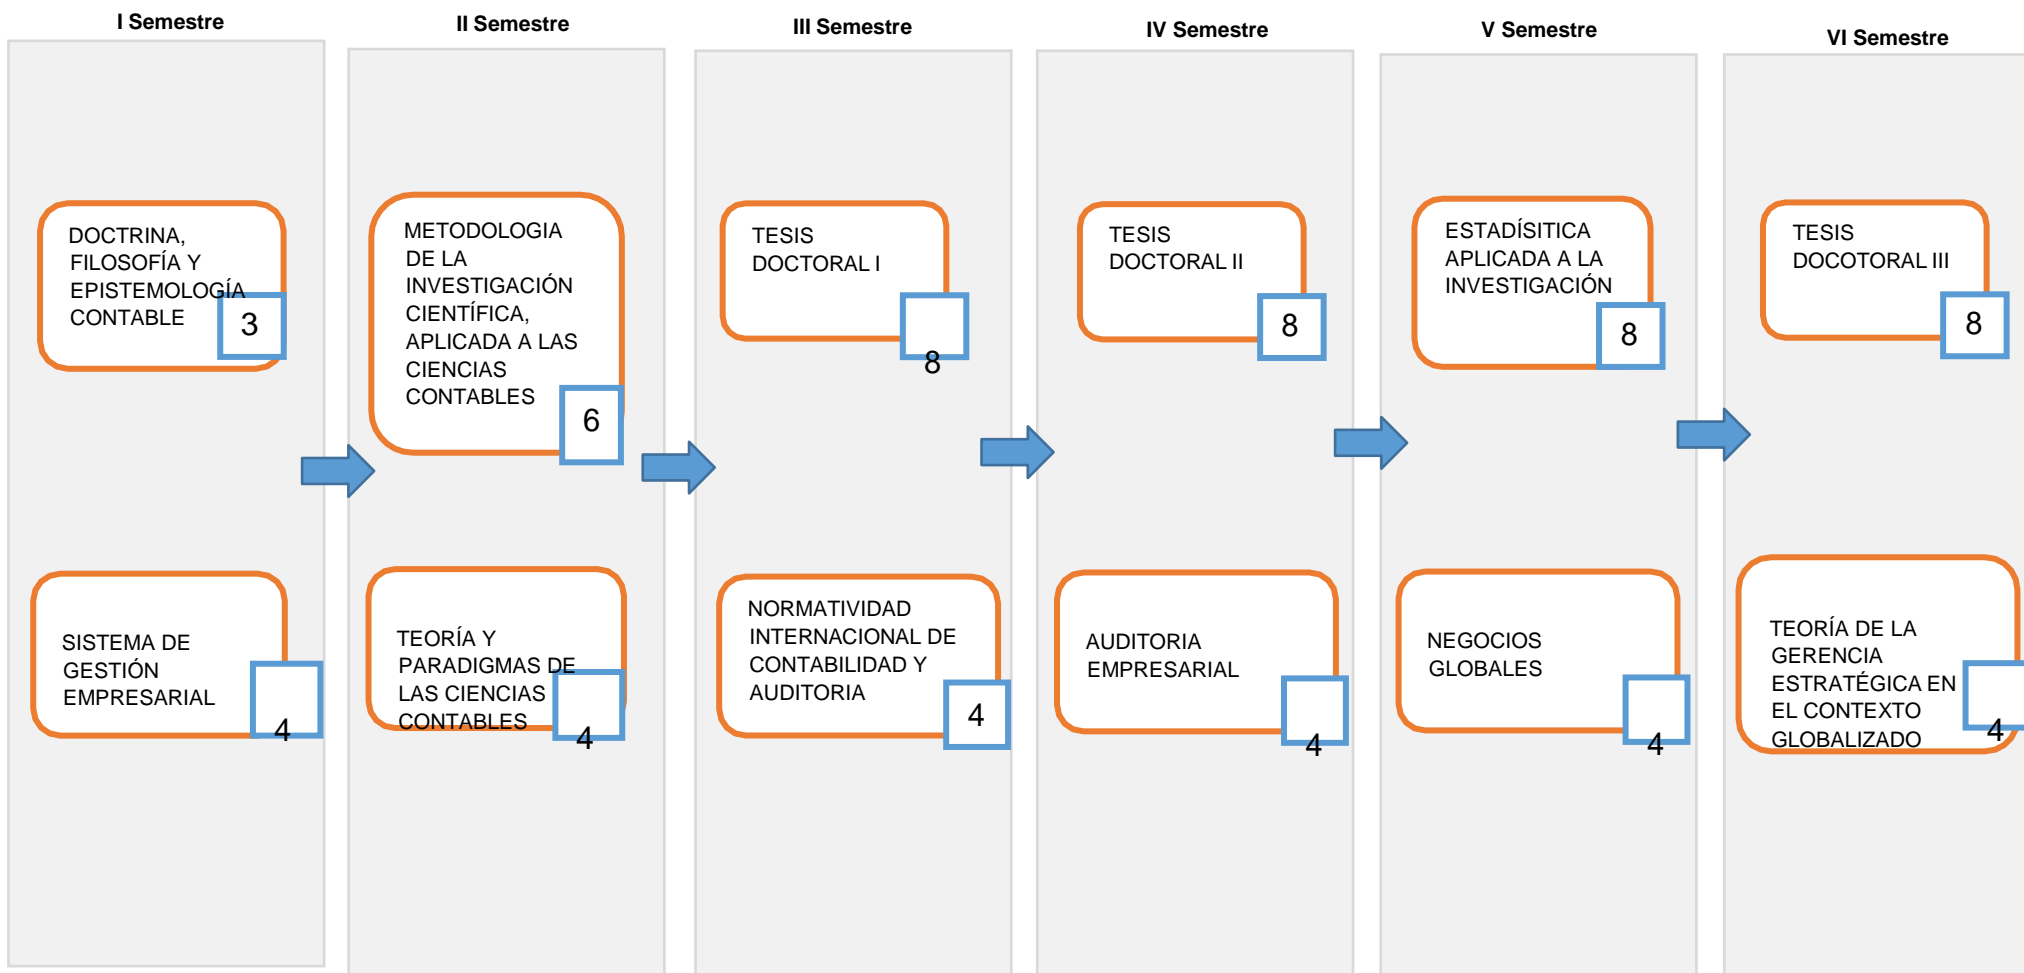 I Semestre
II Semestre
III Semestre
IV Semestre
V Semestre
VI Semestre
DOCTRINA,
FILOSOFÍA Y
EPISTEMOLOGÍA
CONTABLE
3
METODOLOGIA
DE LA
INVESTIGACIÓN
CIENTÍFICA,
APLICADA A LAS
CIENCIAS
CONTABLES
6
TESIS
DOCTORAL I
8
TESIS
DOCTORAL II
8
ESTADÍSITICA
APLICADA A LA
INVESTIGACIÓN
8
TESIS
DOCOTORAL III
8
SISTEMA DE
GESTIÓN
EMPRESARIAL
4
TEORÍA Y
PARADIGMAS DE
LAS CIENCIAS
CONTABLES
4
NORMATIVIDAD
INTERNACIONAL DE
CONTABILIDAD Y
AUDITORIA
4
AUDITORIA
EMPRESARIAL
4
NEGOCIOS
GLOBALES
4
TEORÍA DE LA
GERENCIA
ESTRATÉGICA EN
EL CONTEXTO
GLOBALIZADO
4